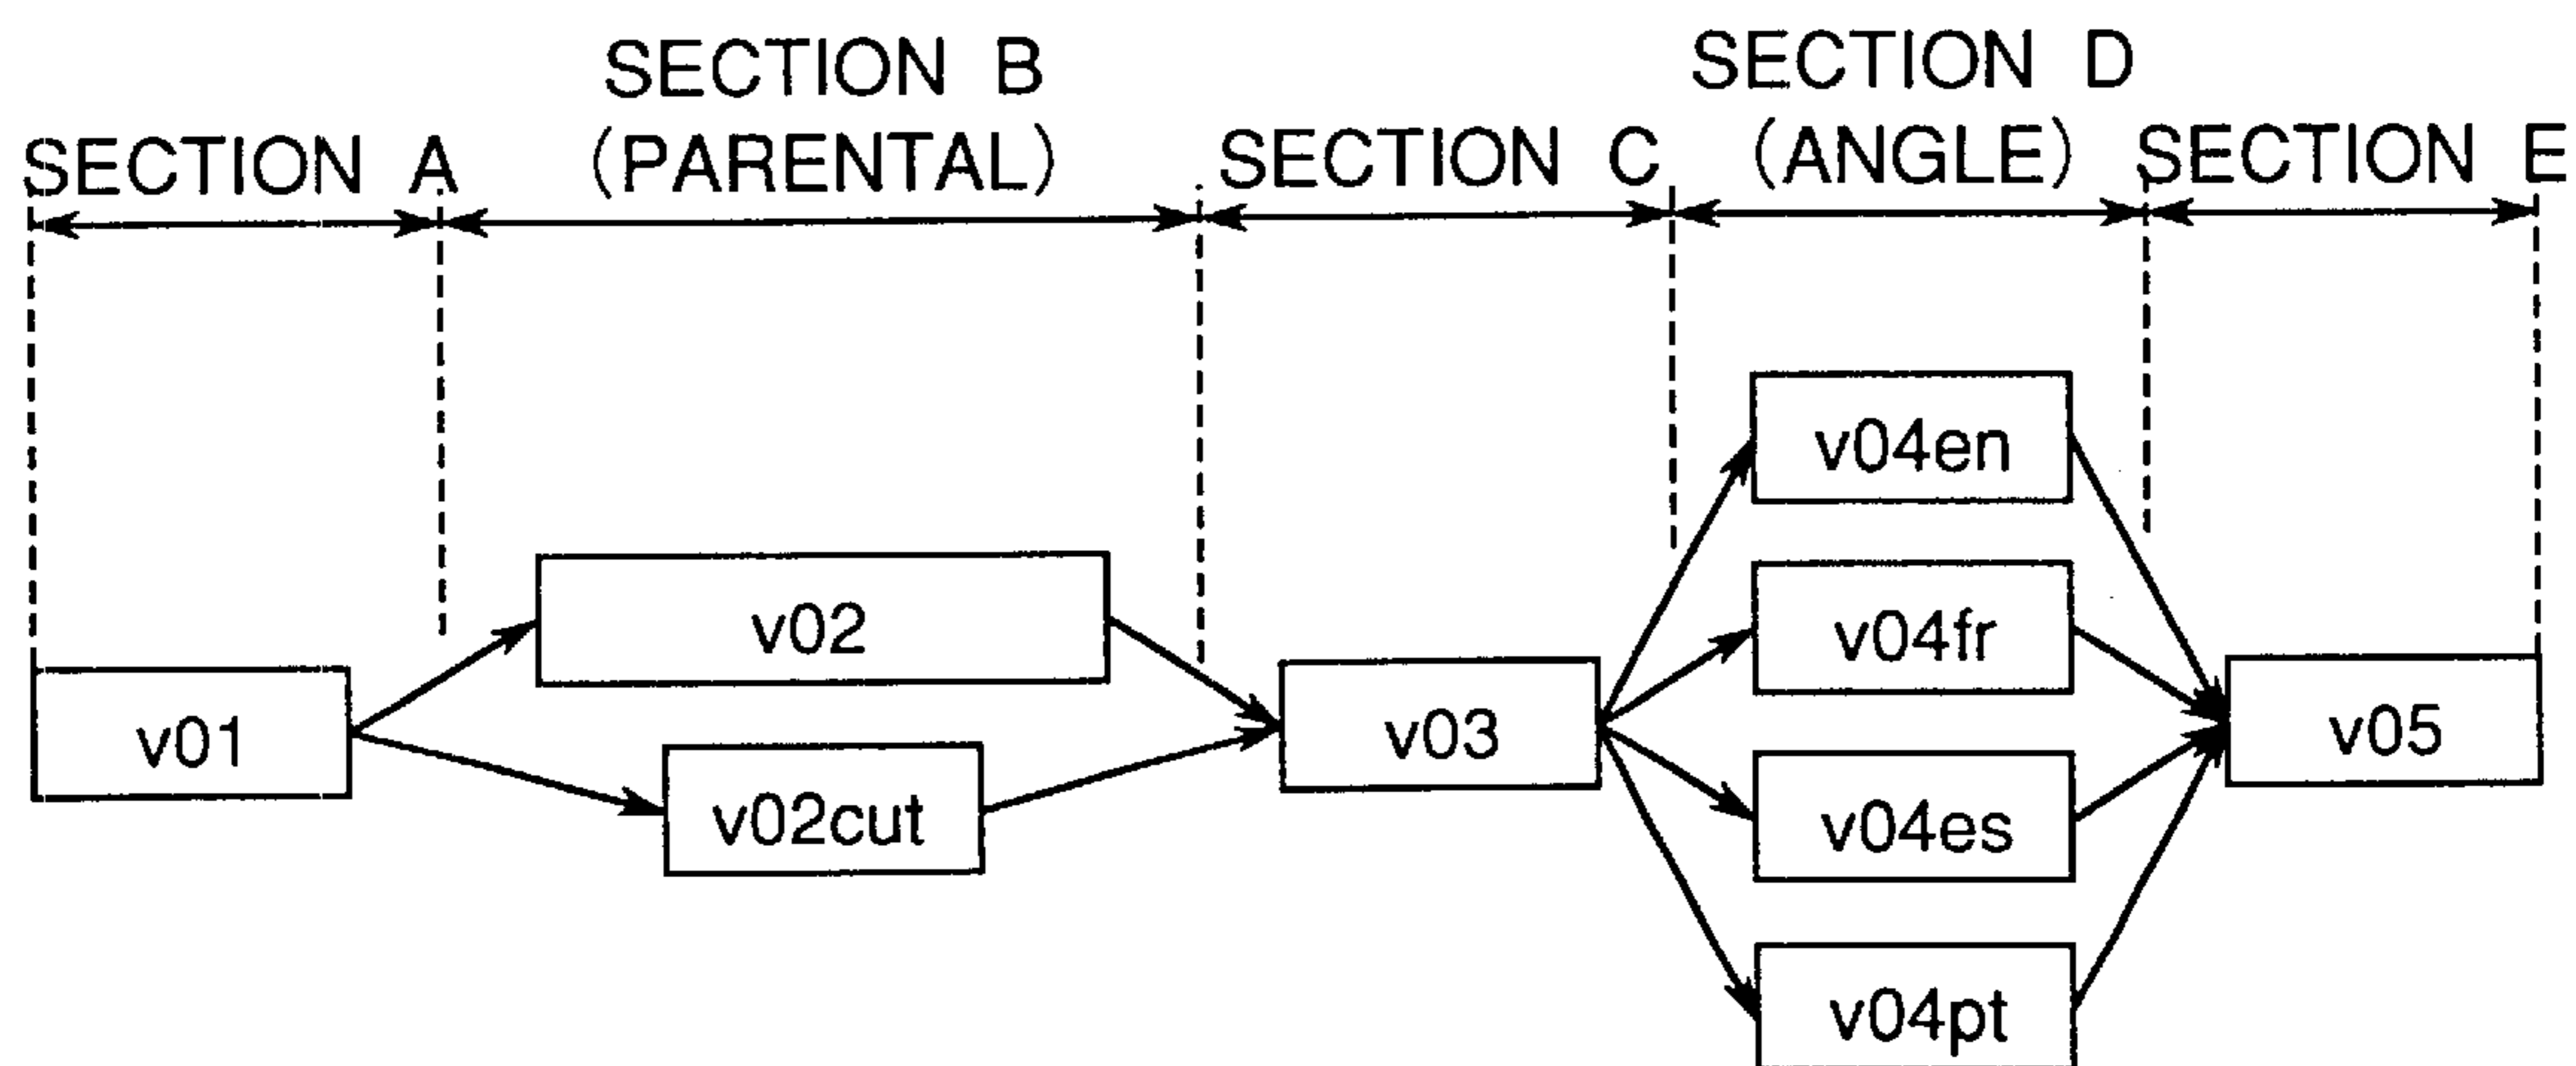 SECTION A
SECTION B
(PARENTAL)
SECTION C
SECTION D
(ANGLE)
SECTION E
v01
v02
v02cut
v03
v04en
v04fr
v04es
v04pt
v05